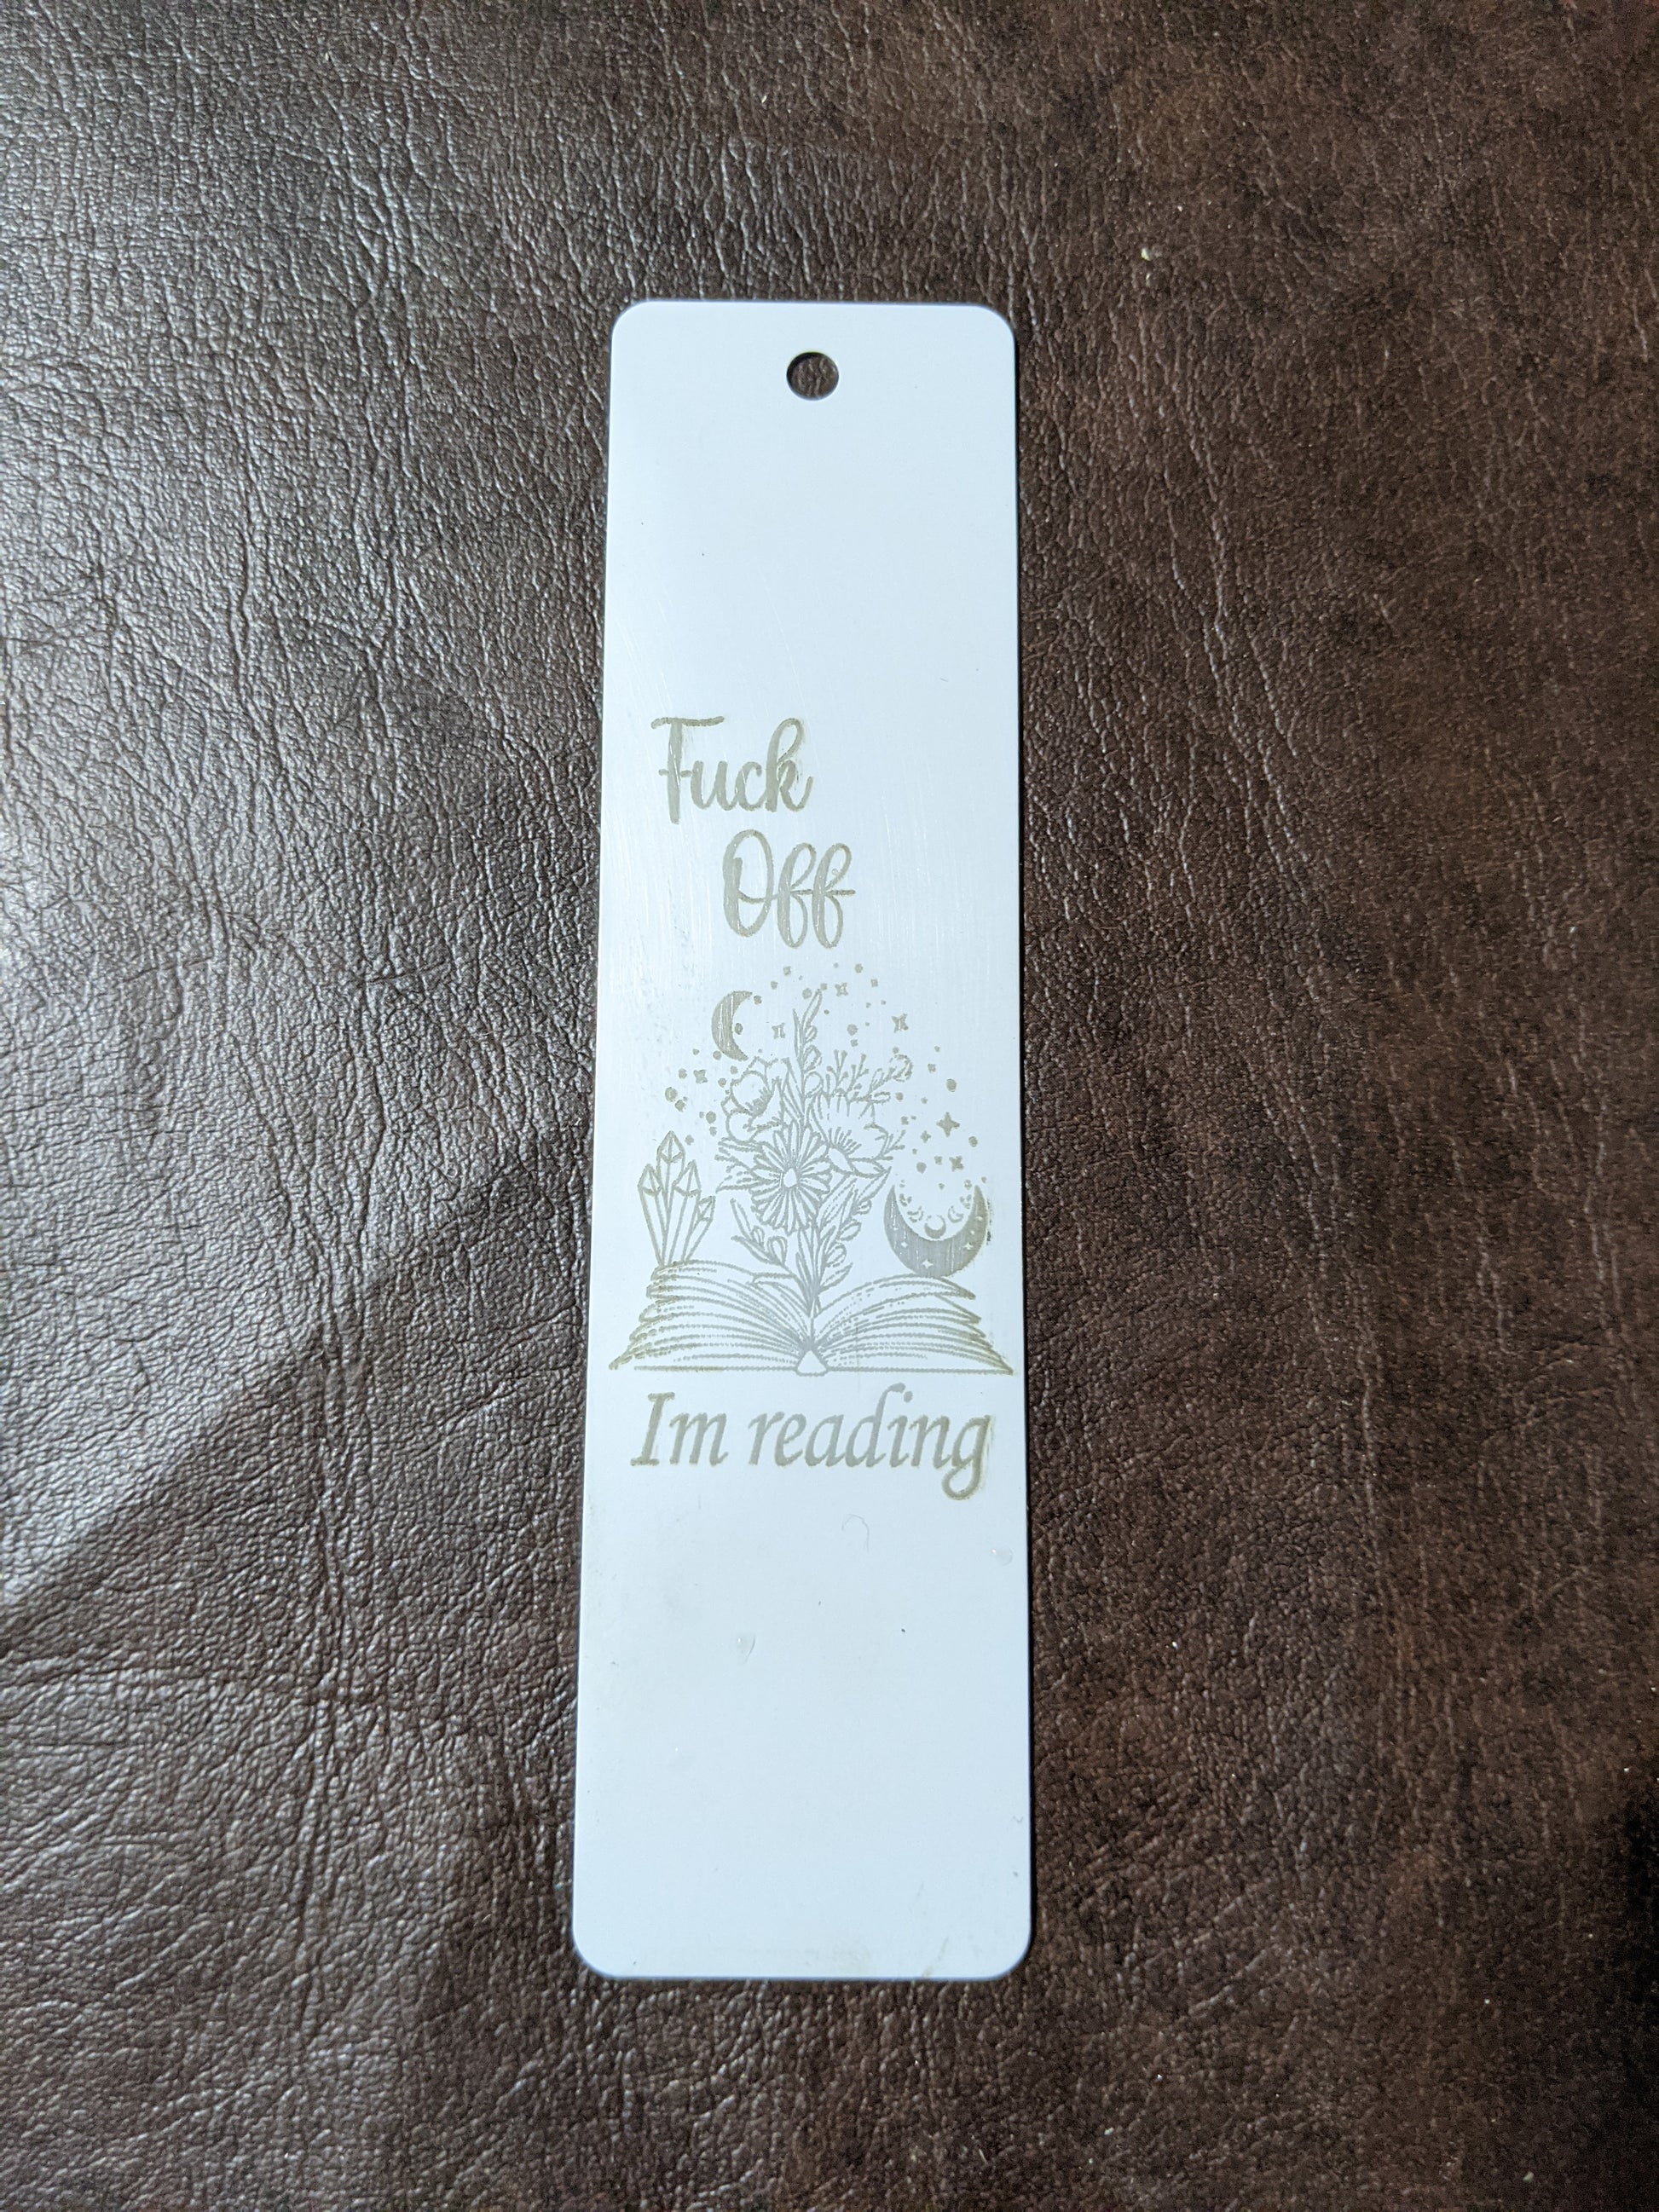 Fuck
Off
Im reading